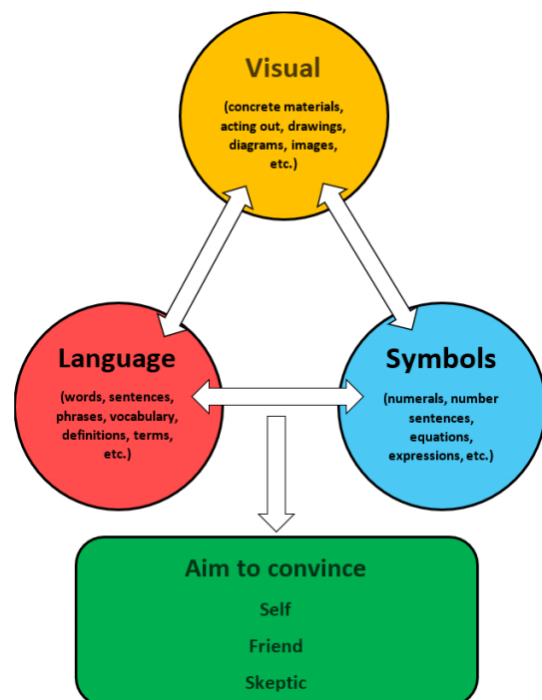 Visual
(concrete materials,
acting out, drawings,
diagrams, images,
etc.)
Language
(words, sentences,
phrases, vocabulary,
definitions, terms,
etc.)
Symbols
(numerals, number
sentences,
equations,
expressions, etc.)
Aim to convince
Self
Friend
Skeptic